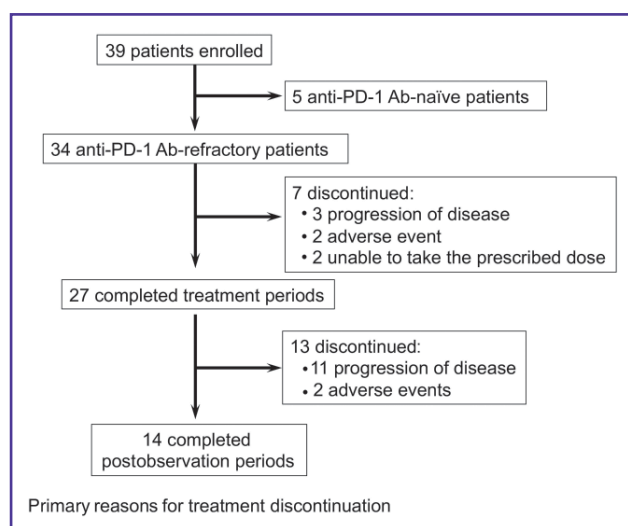 39 patients enrolled
5 anti-PD-1 Ab-naïve patients
34 anti-PD-1 Ab-refractory patients
7 discontinued:
• 3 progression of disease
• 2 adverse event
• 2 unable to take the prescribed dose
27 completed treatment periods
13 discontinued:
• 11 progression of disease
• 2 adverse events
14 completed
postobservation periods
Primary reasons for treatment discontinuation